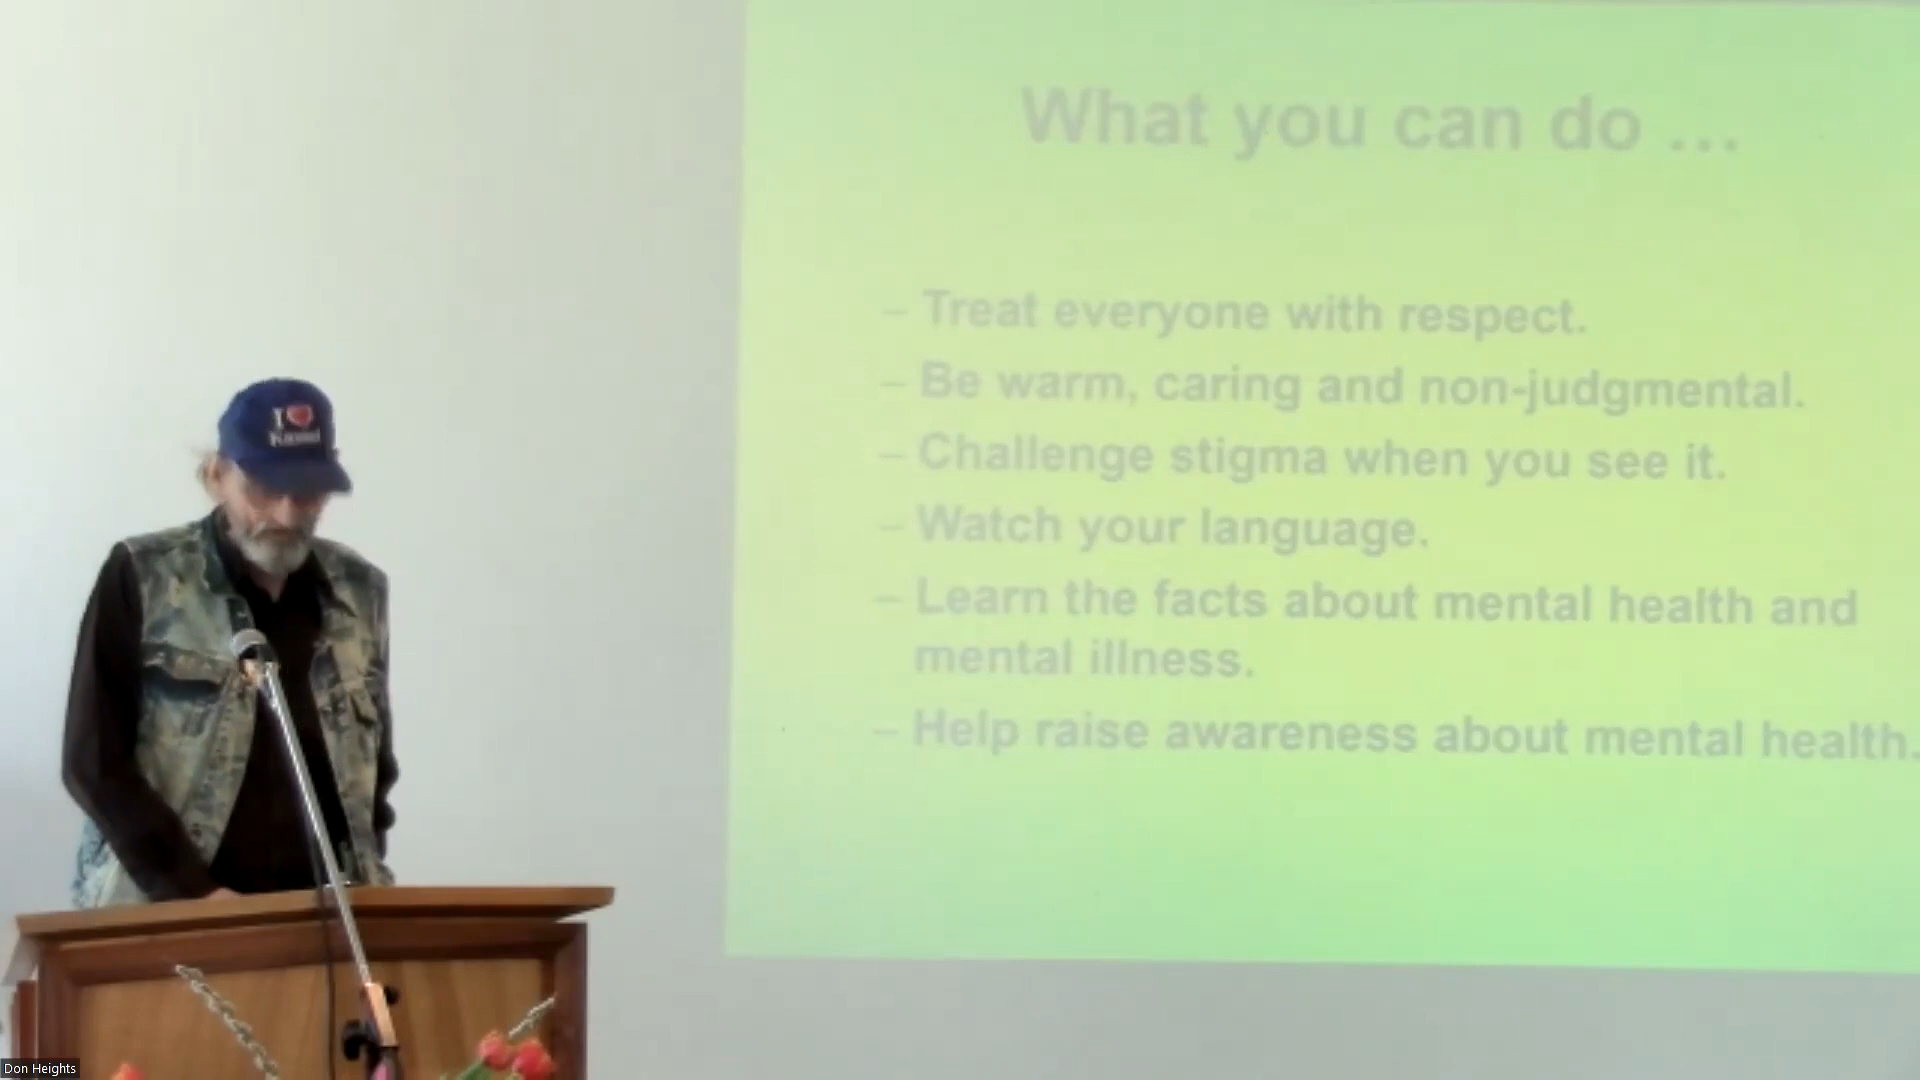 What you can do ...
– Treat everyone with respect.
– Be warm, caring and non-judgmental.
– Challenge stigma when you see it.
– Watch your language.
– Learn the facts about mental health and
mental illness.
– Help raise awareness about mental health.
I ❤
Don Heights